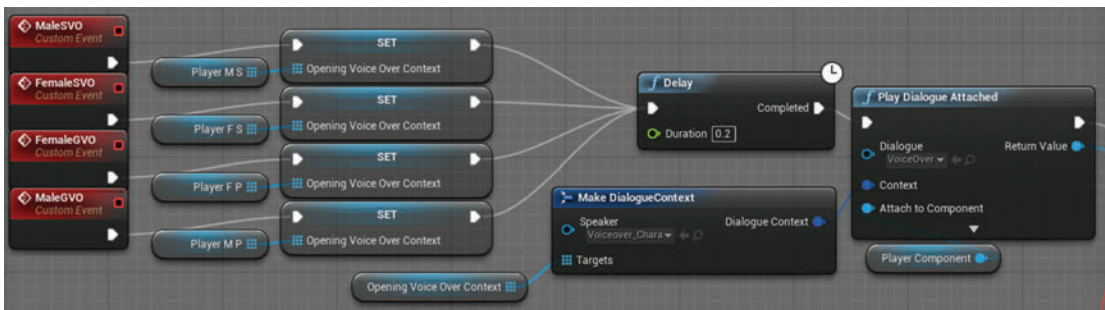 MaleSVO
Custom Event
FemaleSVO
Custom Event
FemaleGVO
Custom Event
MaleGVO
Custom Event
Player M S
Player F S
Player F P
Player M P
SET
Opening Voice Over Context
SET
Opening Voice Over Context
SET
Opening Voice Over Context
SET
Opening Voice Over Context
f Delay
Completed
Duration 0.2
Make DialogueContext
Speaker
Voiceover_Chara
Dialogue Context
Targets
Opening Voice Over Context
f Play Dialogue Attached
Dialogue
VoiceOver
Return Value
Context
Attach to Component
Player Component